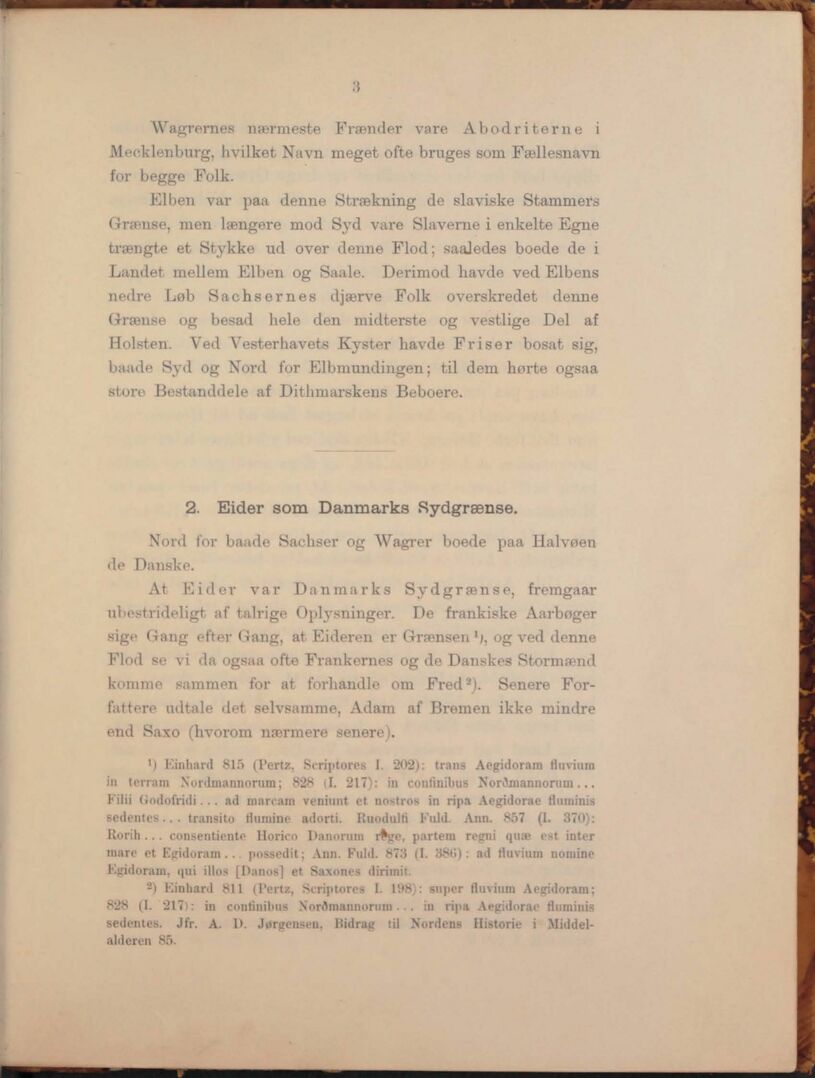 3
Wagrernes nærmeste Frænder vare Abodriterne i
Mecklenburg, hvilket Navn meget ofte bruges som Fællesnavn
for begge Folk.
Elben var paa denne Strækning de slaviske Stammers
Grænse, men længere mod Syd vare Slaverne i enkelte Egne
trængte et Stykke ud over denne Flod; saaledes boede de i
Landet mellem Elben og Saale. Derimod havde ved Elbens
nedre Løb Sachsernes djærve Folk overskredet denne
Grænse og besad hele den midterste og vestlige Del af
Holsten. Ved Vesterhavets Kyster havde Friser bosat sig,
baade Syd og Nord for Elbmundingen; til dem hørte ogsaa
store Bestanddele af Dithmarskens Beboere.
2. Eider som Danmarks Sydgrænse.
Nord for baade Sachser og Wagrer boede paa Halvøen
de Danske.
At Eider var Danmarks Sydgrænse, fremgaar
ubestrideligt af talrige Oplysninger. De frankiske Aarbøger
sige Gang efter Gang, at Eideren er Grænsen ¹), og ved denne
Flod se vi da ogsaa ofte Frankernes og de Danskes Stormænd
komme sammen for at forhandle om Fred ²). Senere For-
fattere udtale det selvsamme, Adam af Bremen ikke mindre
end Saxo (hvorom nærmere senere).
¹) Einhard 815 (Pertz, Scriptores I. 202): trans Aegidoram fluvium
in terram Nordmannorum; 828 (I. 217): in confinibus Norðmannorum...
Filii Godofridi... ad marcam veniunt et nostros in ripa Aegidorae fluminis
sedentes... transito flumine adorti. Ruodulfi Fuld. Ann. 857 (I. 370):
Rorih... consentiente Horico Danorum rege, partem regni quæ est inter
mare et Egidoram... possedit; Ann. Fuld. 873 (I. 386): ad fluvium nomine
Egidoram, qui illos [Danos] et Saxones dirimit.
²) Einhard 811 (Pertz, Scriptores I. 198): super fluvium Aegidoram;
828 (I. 217): in confinibus Norðmannorum... in ripa Aegidorae fluminis
sedentes. Jfr. A. D. Jørgensen, Bidrag til Nordens Historie i Middel-
alderen 85.